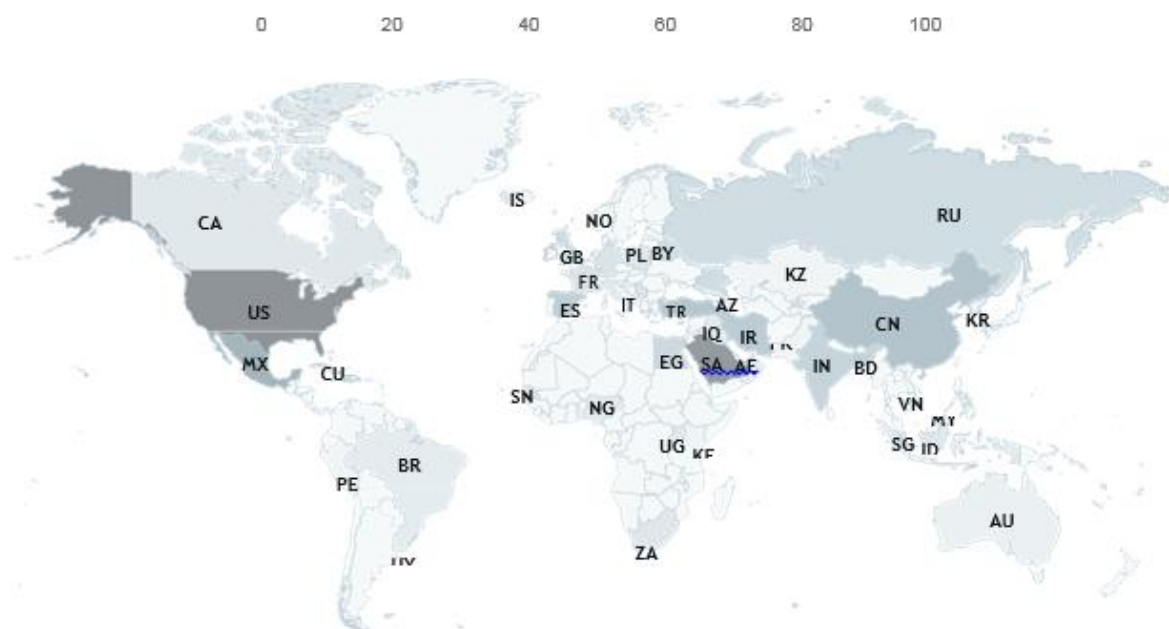 0 20 40 60 80 100
IS
CA NO RU
GB PL BY
FR KZ
US ES IT TR AZ CN KR
IQ IR
MX CU EG SA AE IN BD
SN NG VN
UG SG
BR
PE
AU
ZA